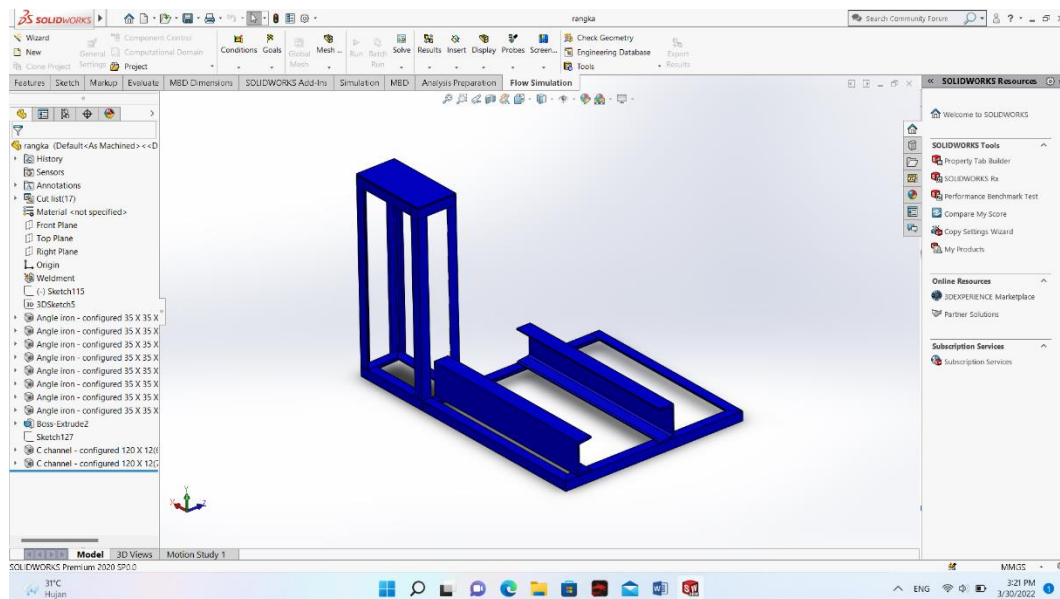 SOLIDWORKS
rangka
Search Community Forum
Wizard
New
Clone Project
General Settings
Component Control
Computational Domain
Project
Conditions
Goals
Global Mesh
Mesh ...
Run
Batch Run
Solve
Results
Insert
Display
Probes
Screen...
Check Geometry
Engineering Database
Tools
Export Results
Features
Sketch
Markup
Evaluate
MBD Dimensions
SOLIDWORKS Add-Ins
Simulation
MBD
Analysis Preparation
Flow Simulation
rangka (Default<As Machined><<D
History
Sensors
Annotations
Cut list(17)
Material <not specified>
Front Plane
Top Plane
Right Plane
Origin
Weldment
(-) Sketch115
3D 3DSketch5
Angle iron - configured 35 X 35 X
Angle iron - configured 35 X 35 X
Angle iron - configured 35 X 35 X
Angle iron - configured 35 X 35 X
Angle iron - configured 35 X 35 X
Angle iron - configured 35 X 35 X
Angle iron - configured 35 X 35 X
Angle iron - configured 35 X 35 X
Boss-Extrude2
Sketch127
C channel - configured 120 X 12(6
C channel - configured 120 X 12(7
Y
X
Z
SOLIDWORKS Resources
Welcome to SOLIDWORKS
SOLIDWORKS Tools
Property Tab Builder
SOLIDWORKS Rx
Performance Benchmark Test
Compare My Score
Copy Settings Wizard
My Products
Online Resources
3DEXPERIENCE Marketplace
Partner Solutions
Subscription Services
Subscription Services
Model
3D Views
Motion Study 1
SOLIDWORKS Premium 2020 SP0.0
MMGS
31°C
Hujan
ENG
3:21 PM
3/30/2022
1